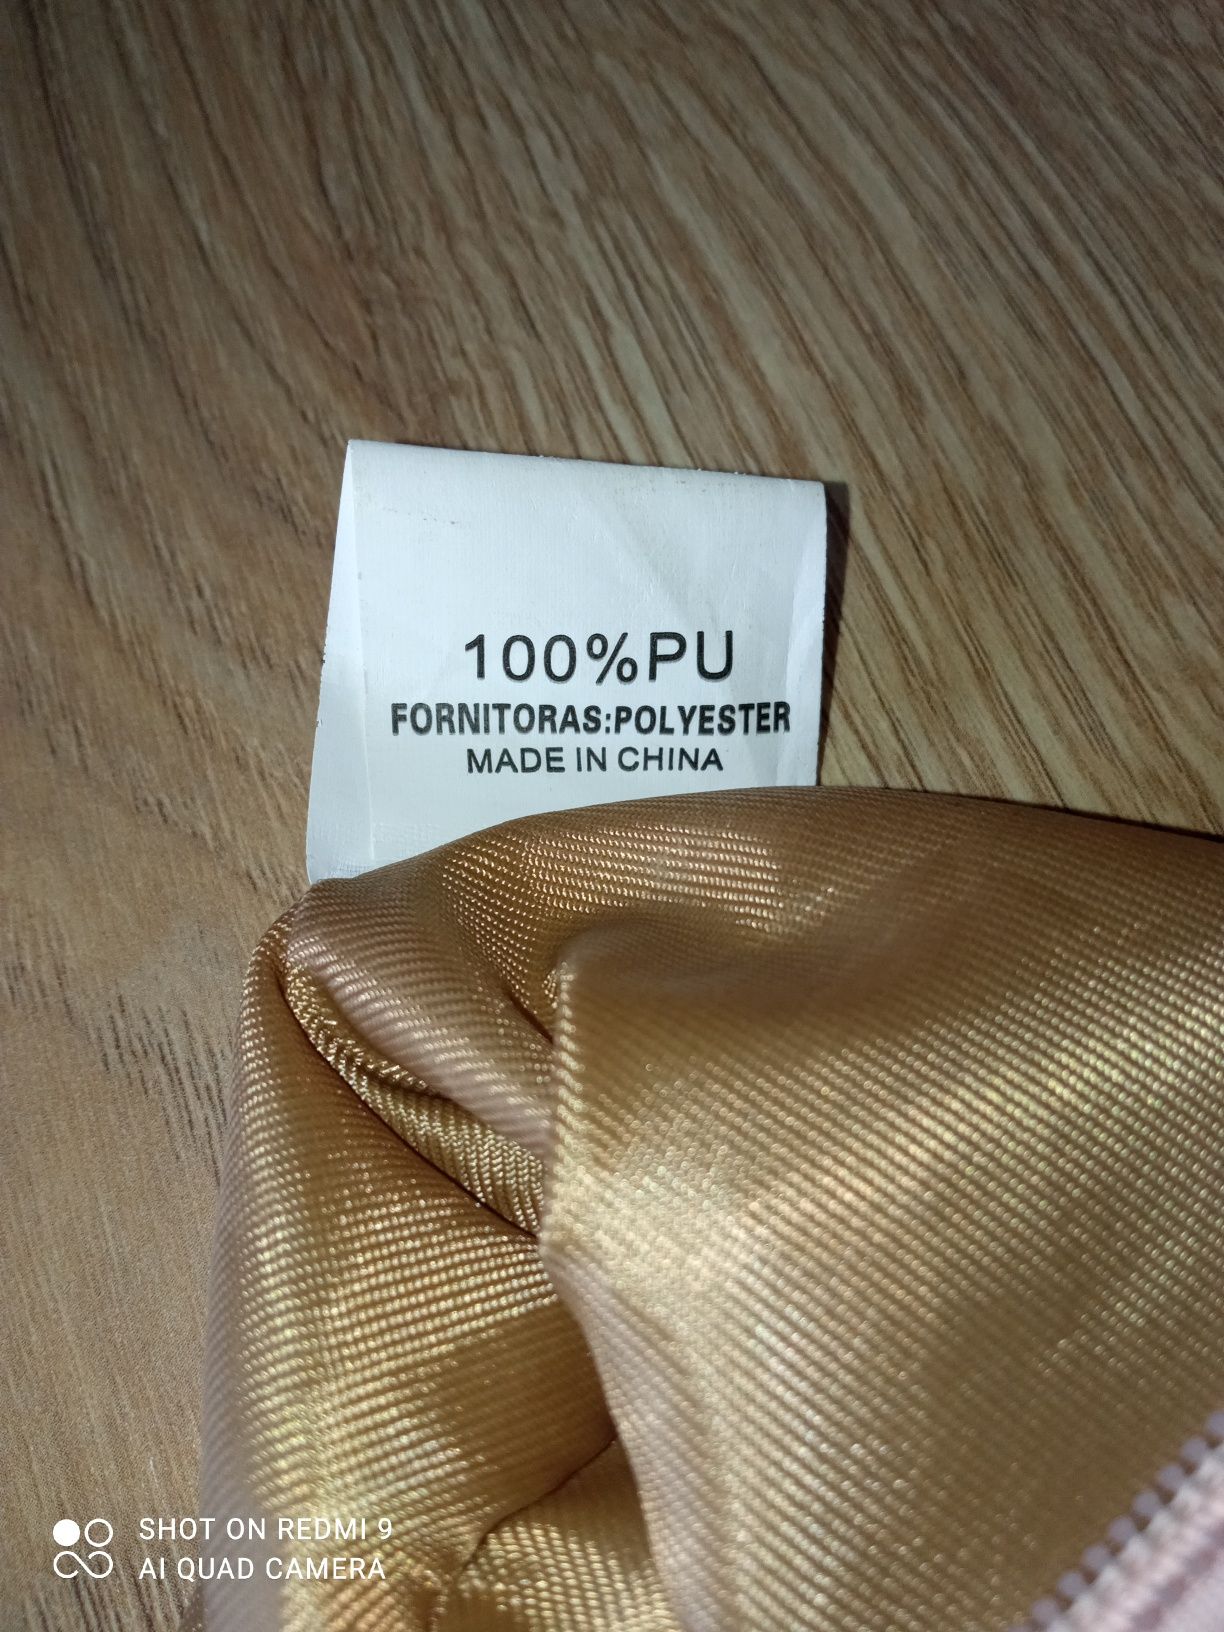 100%PU
FORNITORAS:POLYESTER
MADE IN CHINA
SHOT ON REDMI 9
AI QUAD CAMERA